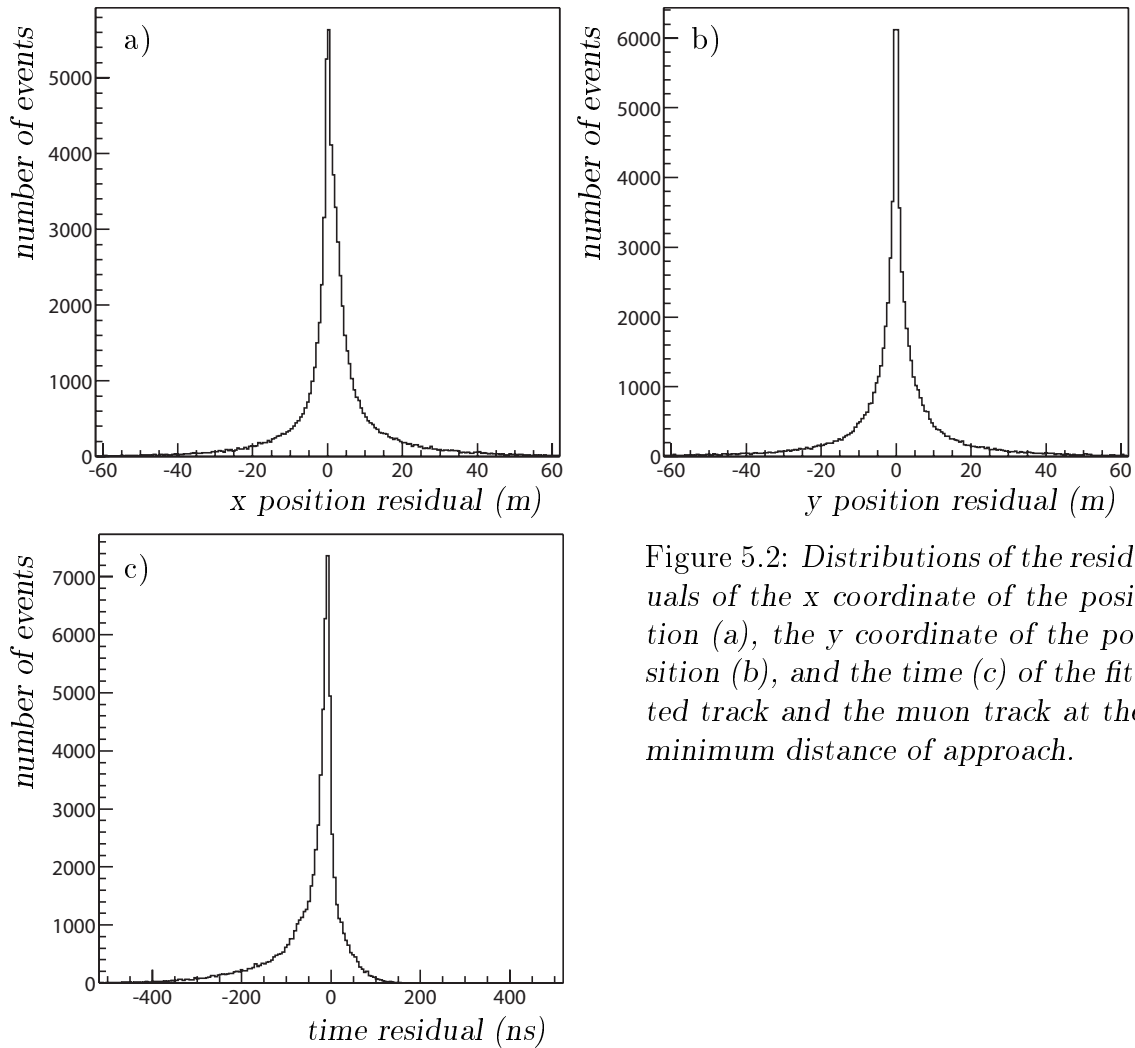 a)
number of events
5000
4000
3000
2000
1000
0
-60 -40 -20 0 20 40 60
x position residual (m)
b)
number of events
6000
5000
4000
3000
2000
1000
0
-60 -40 -20 0 20 40 60
y position residual (m)
c)
number of events
7000
6000
5000
4000
3000
2000
1000
0
-400 -200 0 200 400
time residual (ns)
Figure 5.2: Distributions of the resid
uals of the x coordinate of the posi
tion (a), the y coordinate of the po
sition (b), and the time (c) of the fit
ted track and the muon track at the
minimum distance of approach.